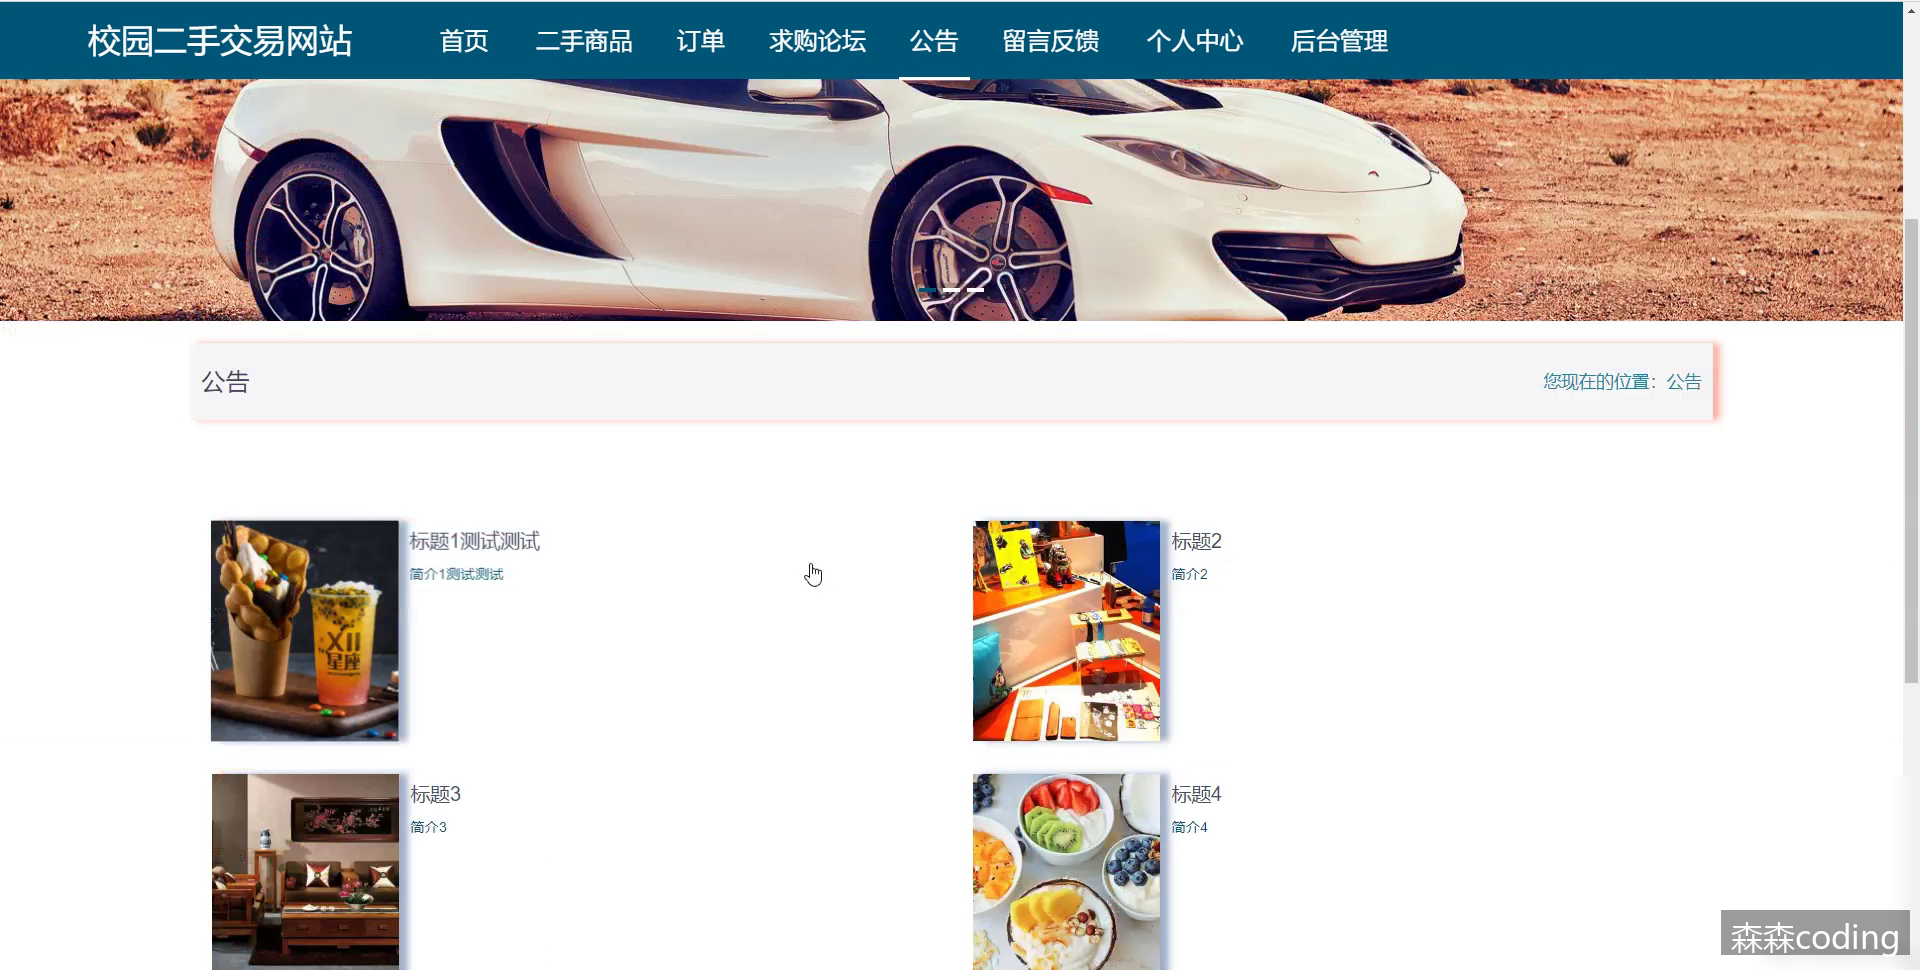 校园二手交易网站 首页 二手商品 订单 求购论坛 公告 留言反馈 个人中心 后台管理
公告 您现在的位置：公告
标题1测试测试
简介1测试测试
标题2
简介2
XII
星座
标题3
简介3
标题4
简介4
森森coding